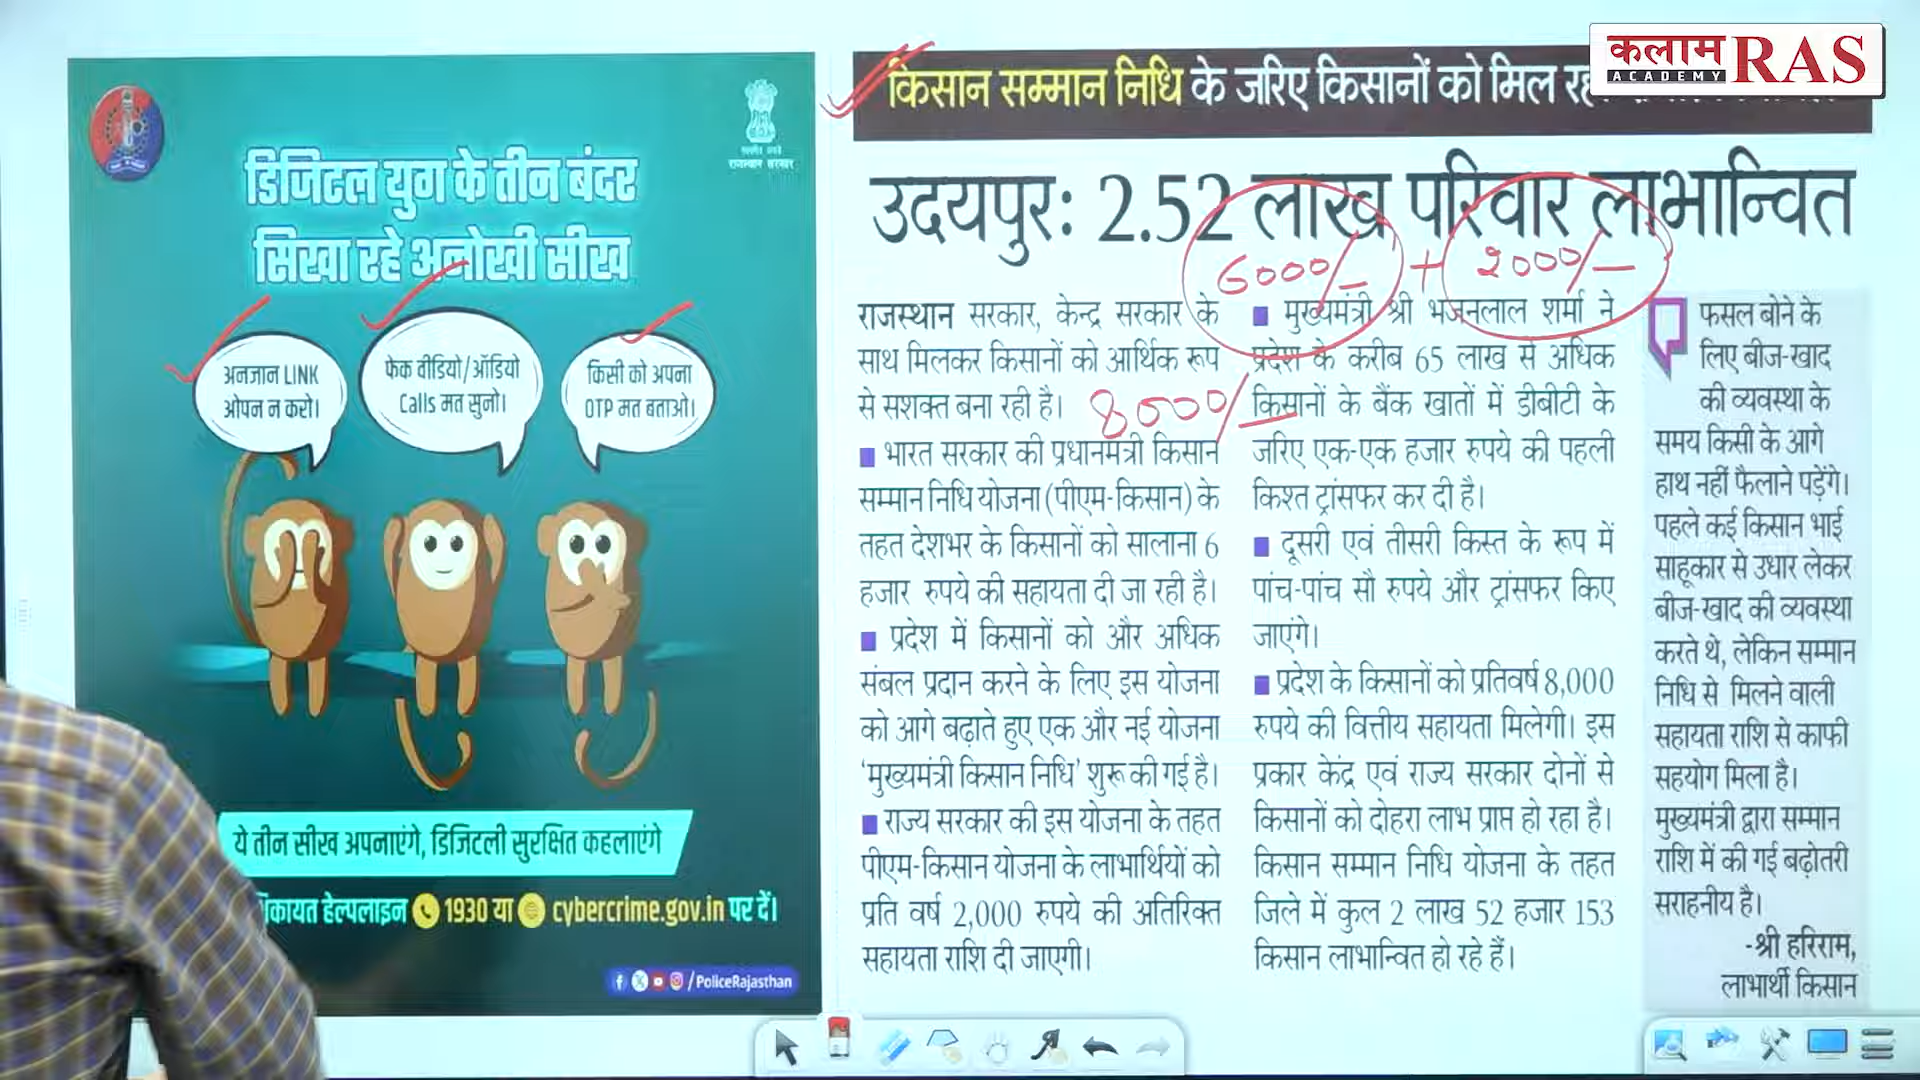 कलाम
ACADEMY
RAS
राजस्थान सरकार
डिजिटल युग के तीन बंदर
सिखा रहे अनोखी सीख
अनजान LINK
ओपन न करो।
फेक वीडियो/ऑडियो
Calls मत सुनो।
किसी को अपना
OTP मत बताओ।
ये तीन सीख अपनाएंगे, डिजिटली सुरक्षित कहलाएंगे
हेल्पलाइन 1930 या cybercrime.gov.in पर दें।
/PoliceRajasthan
किसान सम्मान निधि के जरिए किसानों को मिल
उदयपुर: 2.52 लाख परिवार लाभान्वित
6000/- + 2000/-
8000/-
राजस्थान सरकार, केन्द्र सरकार के
साथ मिलकर किसानों को आर्थिक रूप
से सशक्त बना रही है।
■ भारत सरकार की प्रधानमंत्री किसान
सम्मान निधि योजना (पीएम-किसान) के
तहत देशभर के किसानों को सालाना 6
हजार रुपये की सहायता दी जा रही है।
■ प्रदेश में किसानों को और अधिक
संबल प्रदान करने के लिए इस योजना
को आगे बढ़ाते हुए एक और नई योजना
'मुख्यमंत्री किसान निधि' शुरू की गई है।
■ राज्य सरकार की इस योजना के तहत
पीएम-किसान योजना के लाभार्थियों को
प्रति वर्ष 2,000 रुपये की अतिरिक्त
सहायता राशि दी जाएगी।
■ मुख्यमंत्री श्री भजनलाल शर्मा ने
प्रदेश के करीब 65 लाख से अधिक
किसानों के बैंक खातों में डीबीटी के
जरिए एक-एक हजार रुपये की पहली
किश्त ट्रांसफर कर दी है।
■ दूसरी एवं तीसरी किस्त के रूप में
पांच-पांच सौ रुपये और ट्रांसफर किए
जाएंगे।
■ प्रदेश के किसानों को प्रतिवर्ष 8,000
रुपये की वित्तीय सहायता मिलेगी। इस
प्रकार केंद्र एवं राज्य सरकार दोनों से
किसानों को दोहरा लाभ प्राप्त हो रहा है।
किसान सम्मान निधि योजना के तहत
जिले में कुल 2 लाख 52 हजार 153
किसान लाभान्वित हो रहे हैं।
फसल बोने के
लिए बीज-खाद
की व्यवस्था के
समय किसी के आगे
हाथ नहीं फैलाने पड़ेंगे।
पहले कई किसान भाई
साहूकार से उधार लेकर
बीज-खाद की व्यवस्था
करते थे, लेकिन सम्मान
निधि से मिलने वाली
सहायता राशि से काफी
सहयोग मिला है।
मुख्यमंत्री द्वारा सम्मान
राशि में की गई बढ़ोतरी
सराहनीय है।
-श्री हरिराम,
लाभार्थी किसान